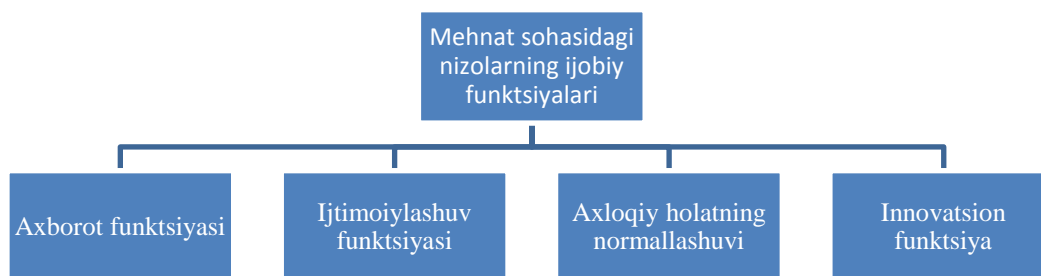 Mehnat sohasidagi
nizolarning ijobiy
funktsiyalari
Axborot funktsiyasi
Ijtimoiylashuv
funktsiyasi
Axloqiy holatning
normallashuvi
Innovatsion
funktsiya